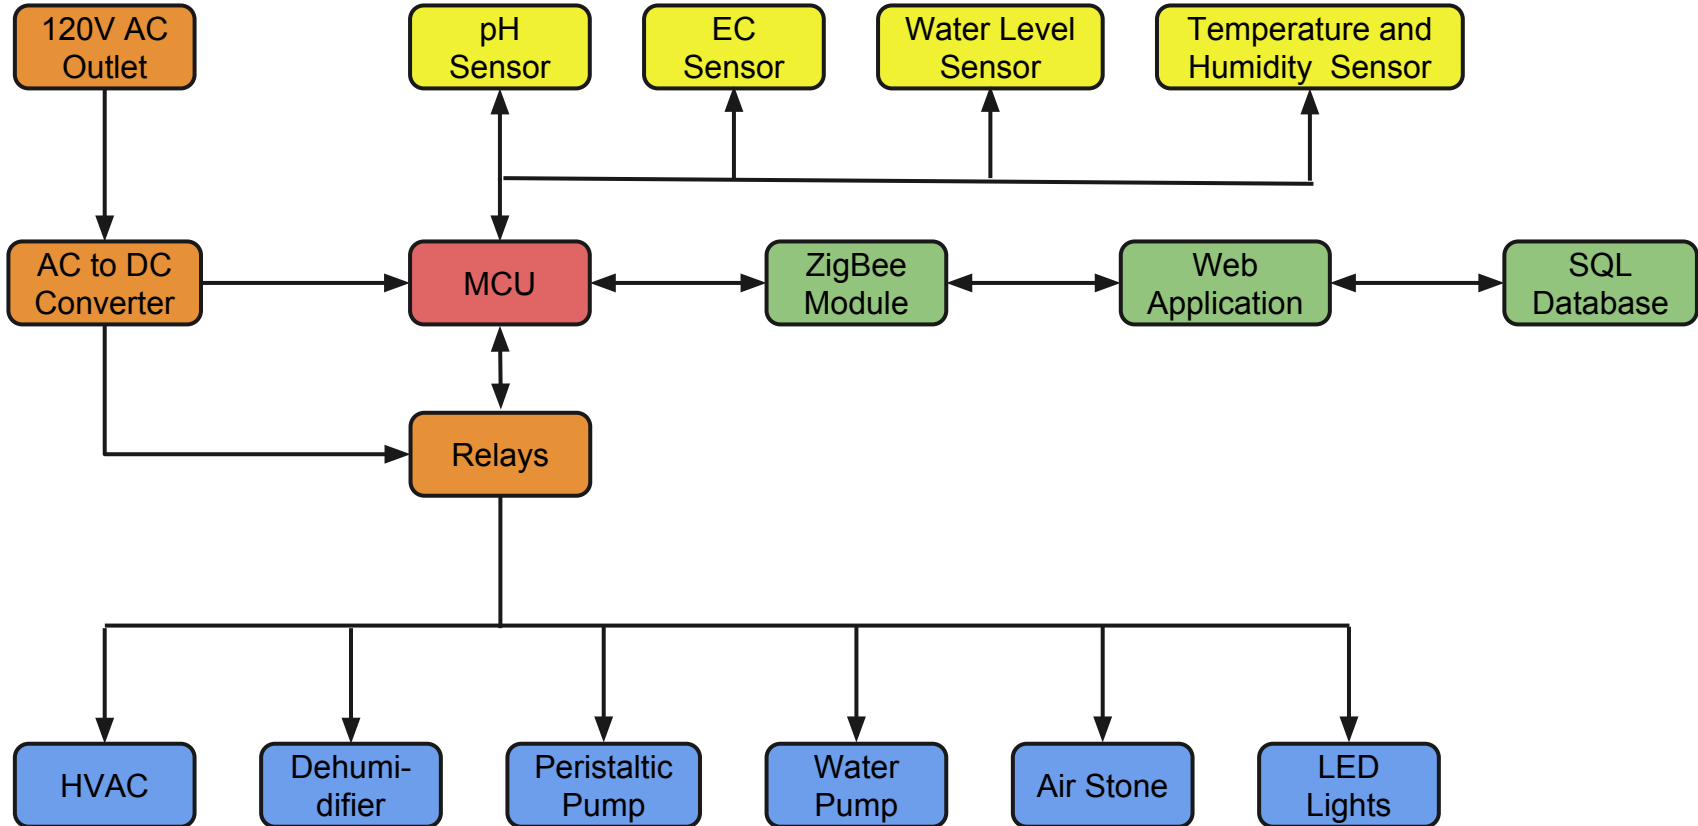 120V AC
Outlet
pH
Sensor
EC
Sensor
Water Level
Sensor
Temperature and
Humidity  Sensor
AC to DC
Converter
MCU
ZigBee
Module
Web
Application
SQL
Database
Relays
HVAC
Dehumi-
difier
Peristaltic
Pump
Water
Pump
Air Stone
LED
Lights